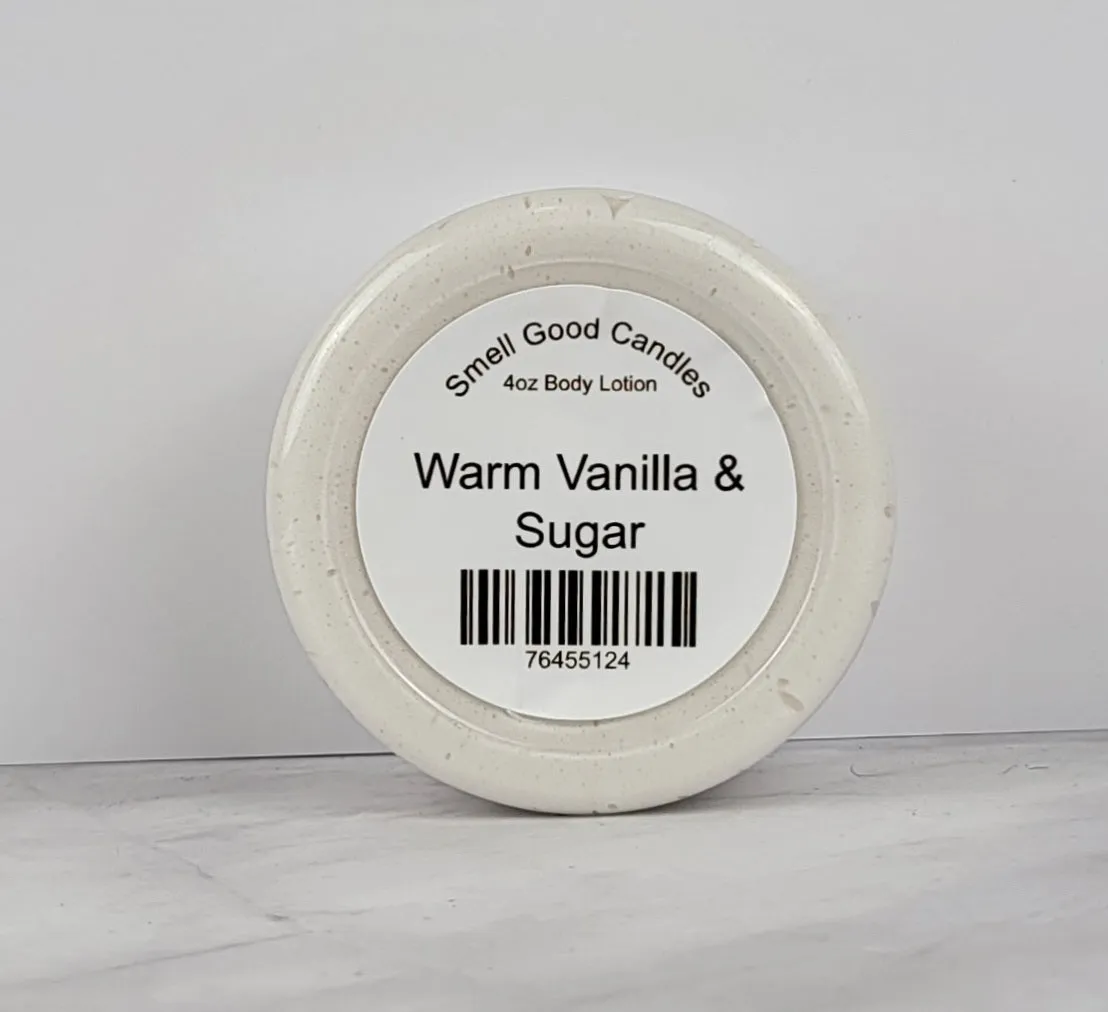 Smell Good Candles
4oz Body Lotion
Warm Vanilla &
Sugar
76455124